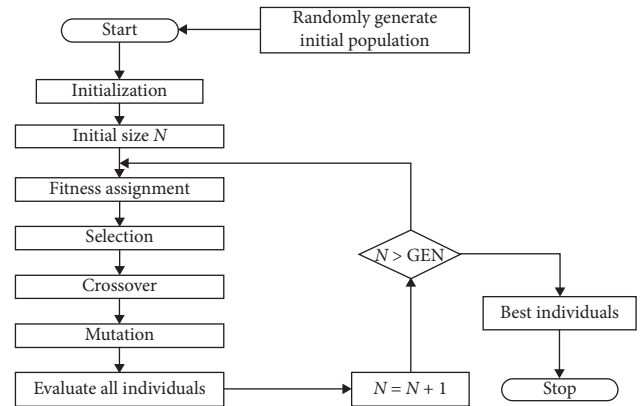 Start
Randomly generate
initial population
Initialization
Initial size N
Fitness assignment
Selection
Crossover
Mutation
Evaluate all individuals
N = N + 1
N > GEN
Best individuals
Stop